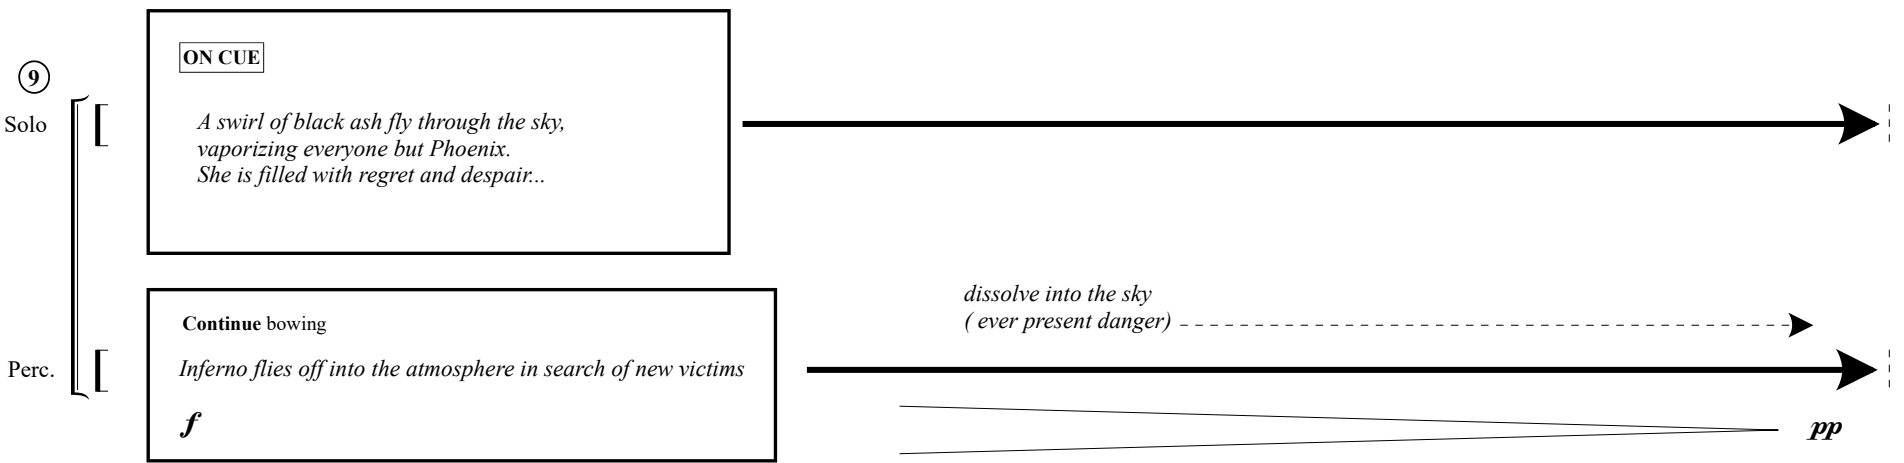 9
Solo
ON CUE
A swirl of black ash fly through the sky,
vaporizing everyone but Phoenix.
She is filled with regret and despair...
Perc.
Continue bowing
Inferno flies off into the atmosphere in search of new victims
f
dissolve into the sky
( ever present danger)
pp